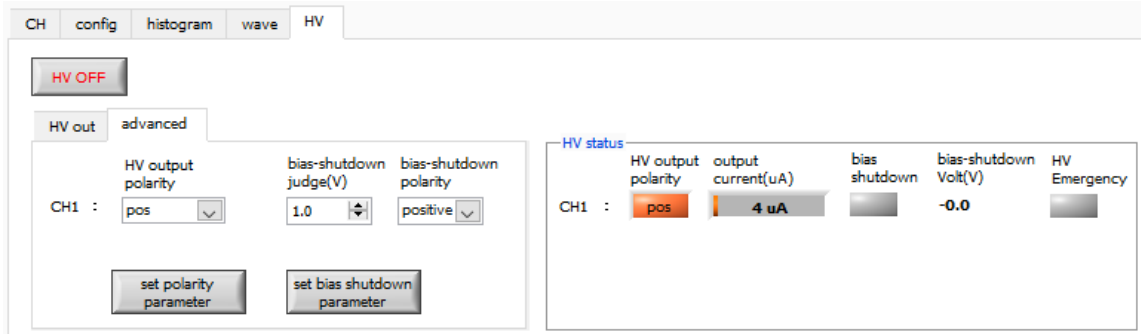 CH config histogram wave HV
HV OFF
HV out advanced
HV output
polarity
bias-shutdown
judge(V)
bias-shutdown
polarity
CH1 : pos 1.0 positive
set polarity
parameter
set bias shutdown
parameter
HV status
HV output
polarity
output
current(uA)
bias
shutdown
bias-shutdown
Volt(V)
HV
Emergency
CH1 : pos 4 uA -0.0